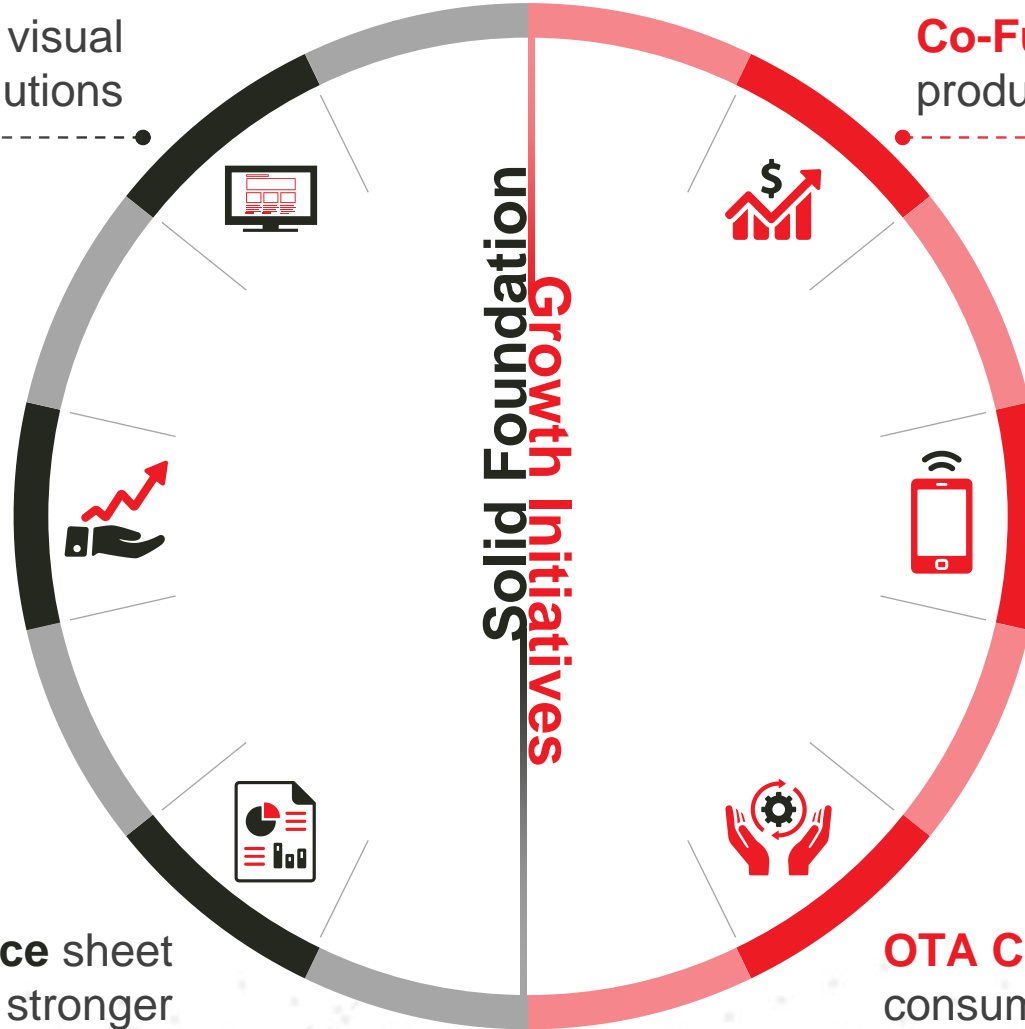 visual
utions
Co-Fu
produ
Solid Foundation
Growth Initiatives
$
ce sheet
stronger
OTA C
consum